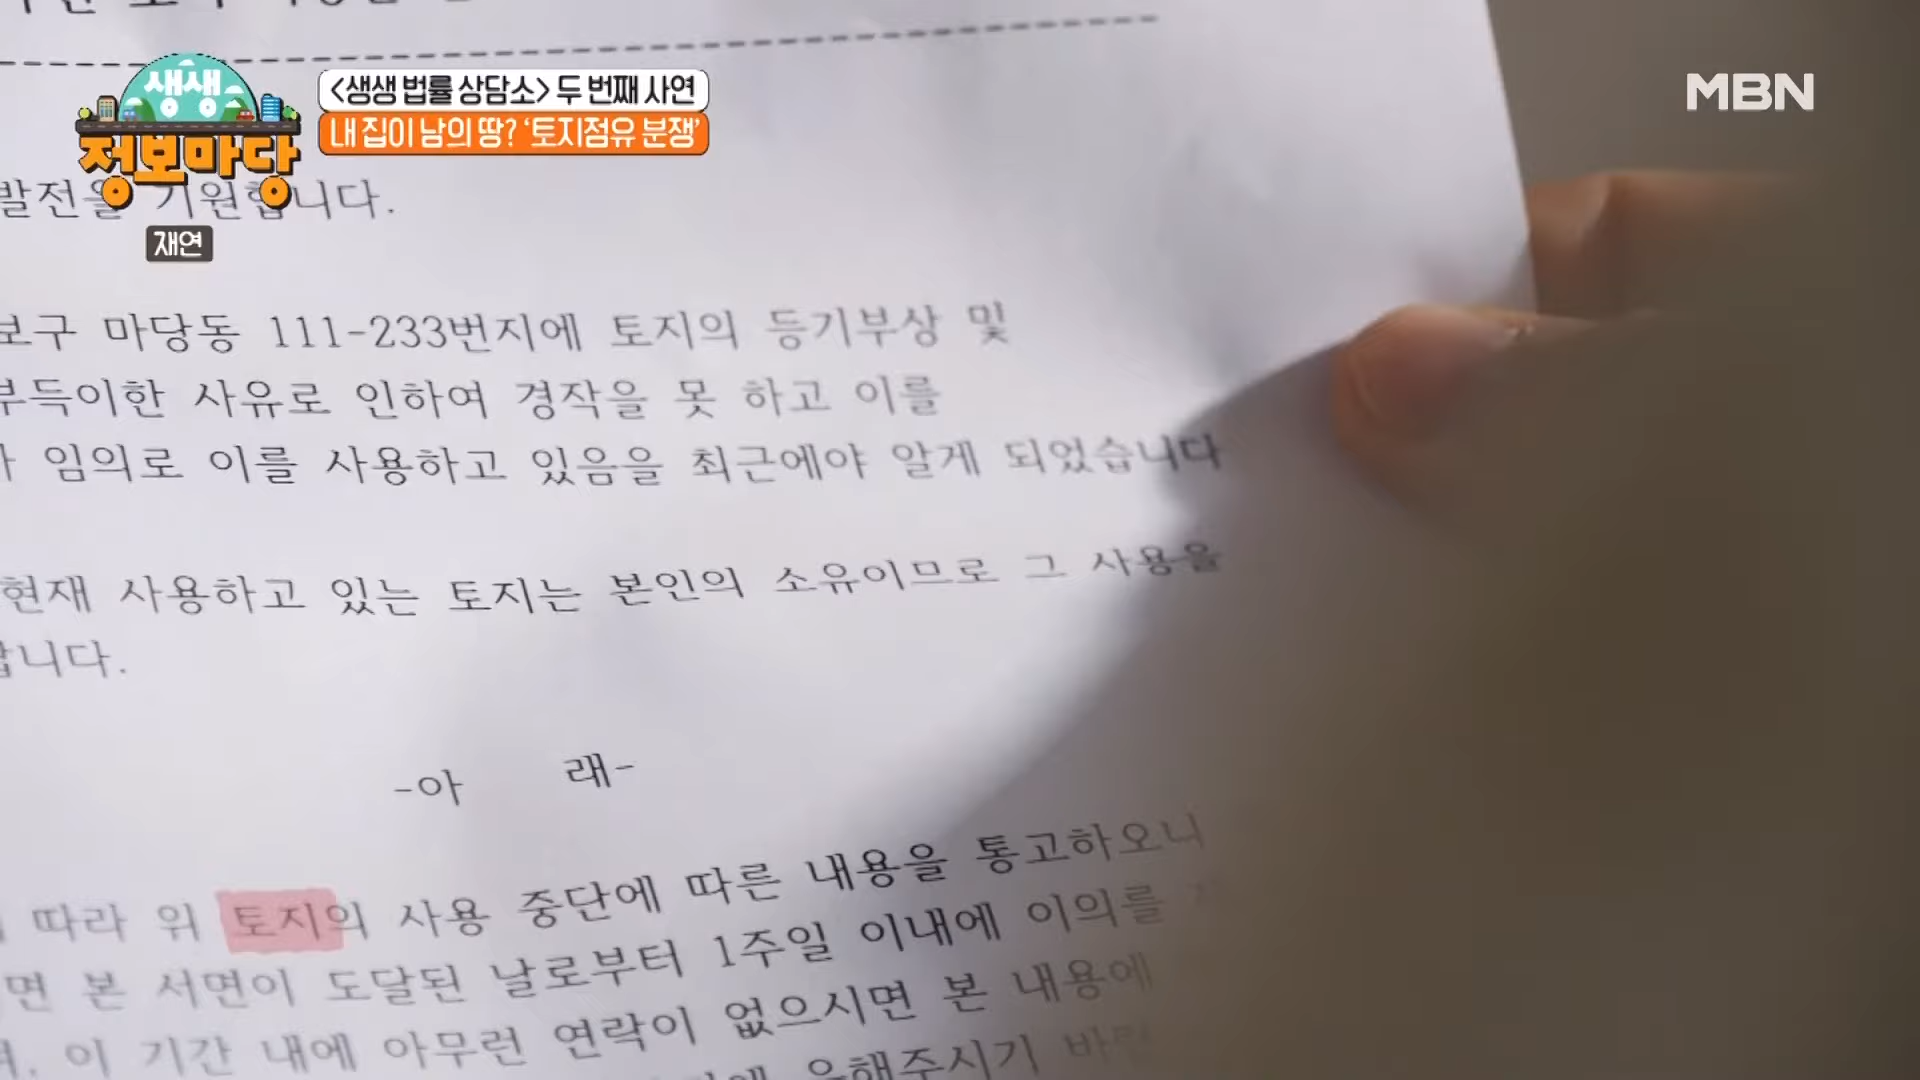 생생
정보마당
재연
<생생 법률 상담소> 두 번째 사연
내 집이 남의 땅? ‘토지점유 분쟁’
MBN
발전을 기원합니다.
보구 마당동 111-233번지에 토지의 등기부상 및
부득이한 사유로 인하여 경작을 못 하고 이를
임의로 이를 사용하고 있음을 최근에야 알게 되었습니다
현재 사용하고 있는 토지는 본인의 소유이므로 그 사용을
합니다.
-아 래-
따라 위 토지의 사용 중단에 따른 내용을 통고하오니
면 본 서면이 도달된 날로부터 1주일 이내에 이의를
이 기간 내에 아무런 연락이 없으시면 본 내용에
응해주시기